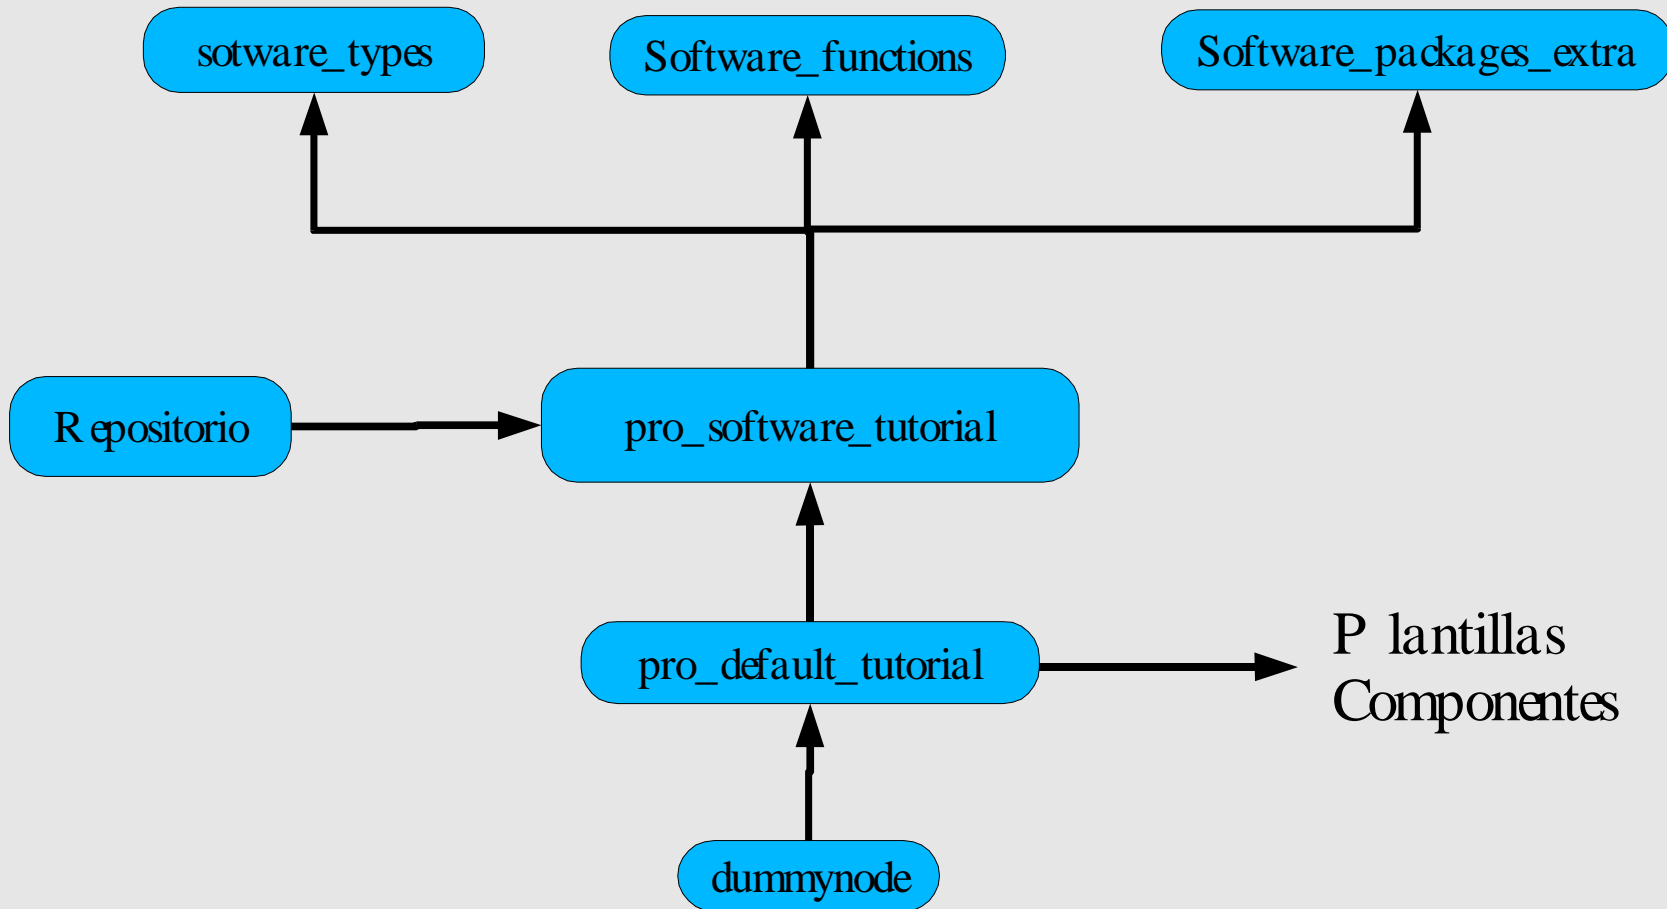 sotware_types
Software_functions
Software_packages_extra
Repositorio
pro_software_tutorial
pro_default_tutorial
Plantillas
Componentes
dummynode